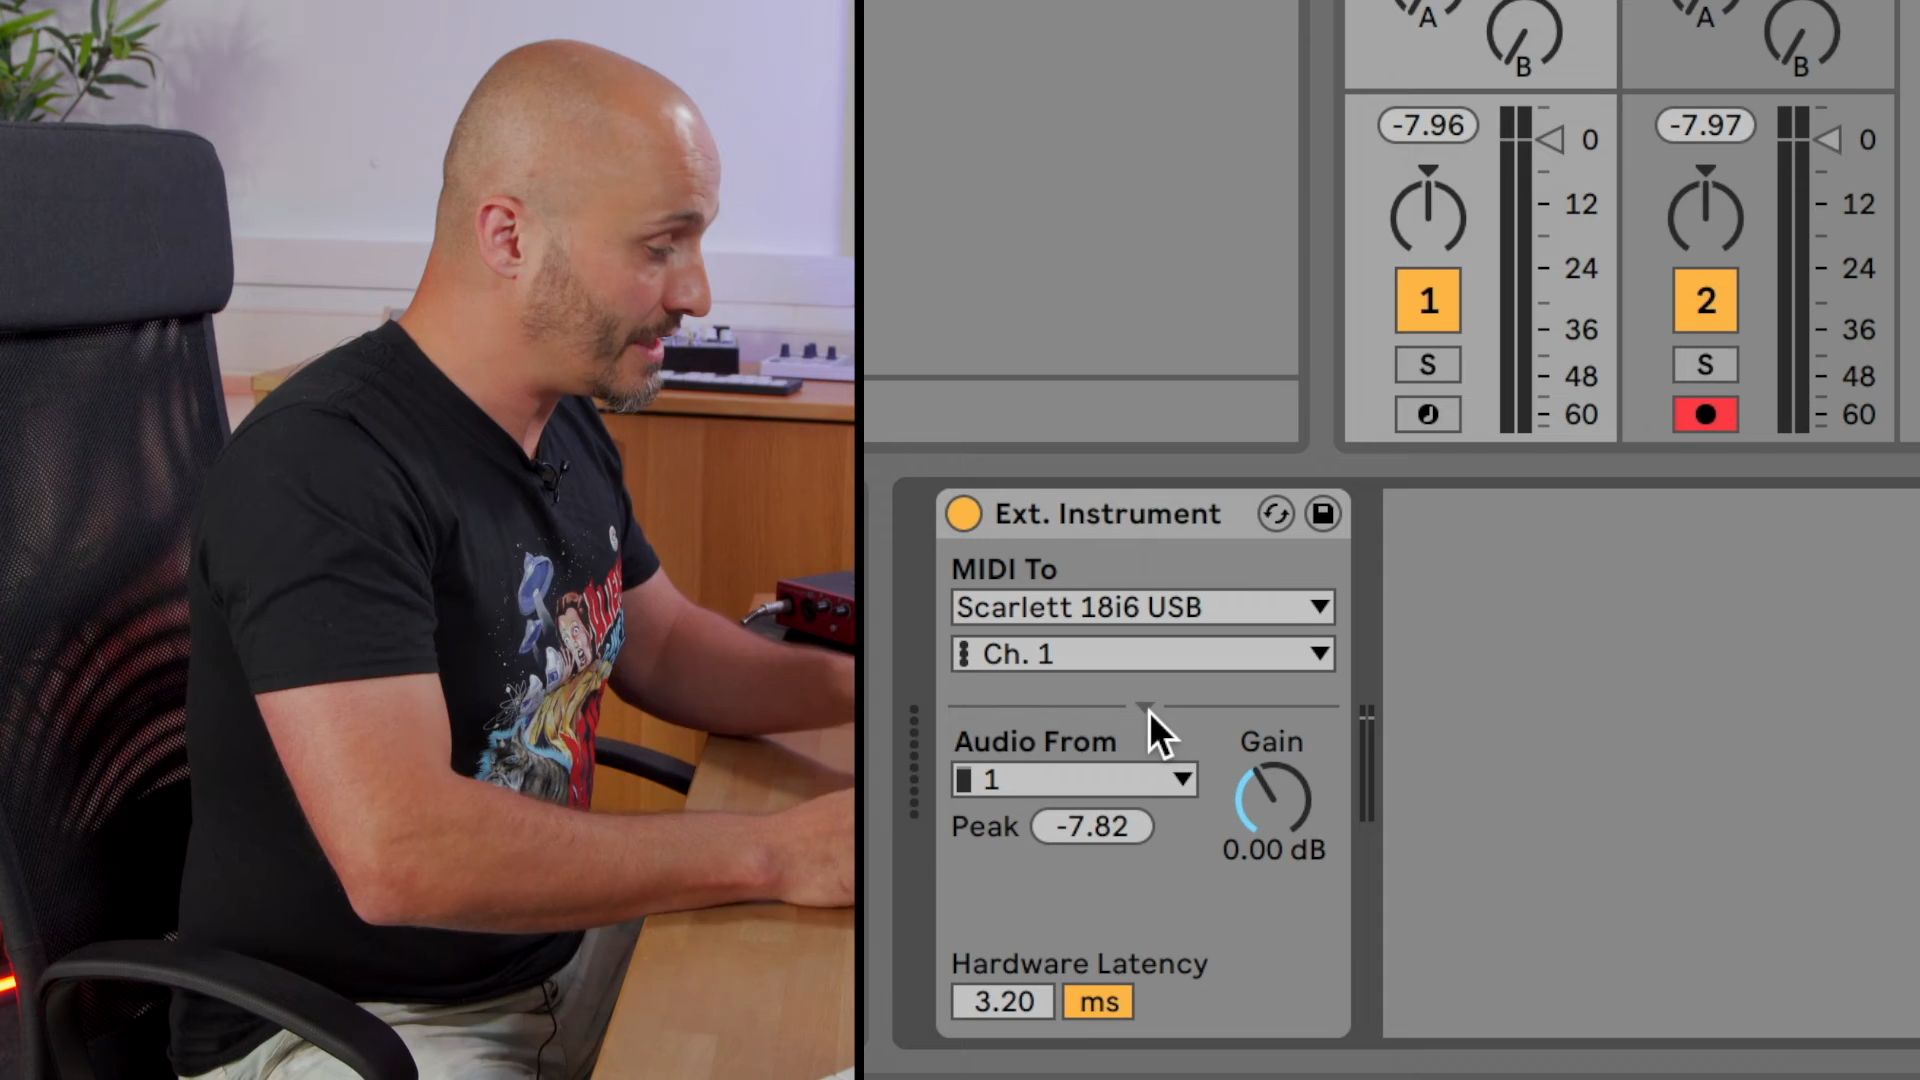 A
B
A
B
-7.96
0
12
24
36
48
60
1
S
-7.97
0
12
24
36
48
60
2
S
Ext. Instrument
MIDI To
Scarlett 18i6 USB
Ch. 1
Audio From
Gain
1
Peak -7.82
0.00 dB
Hardware Latency
3.20 ms